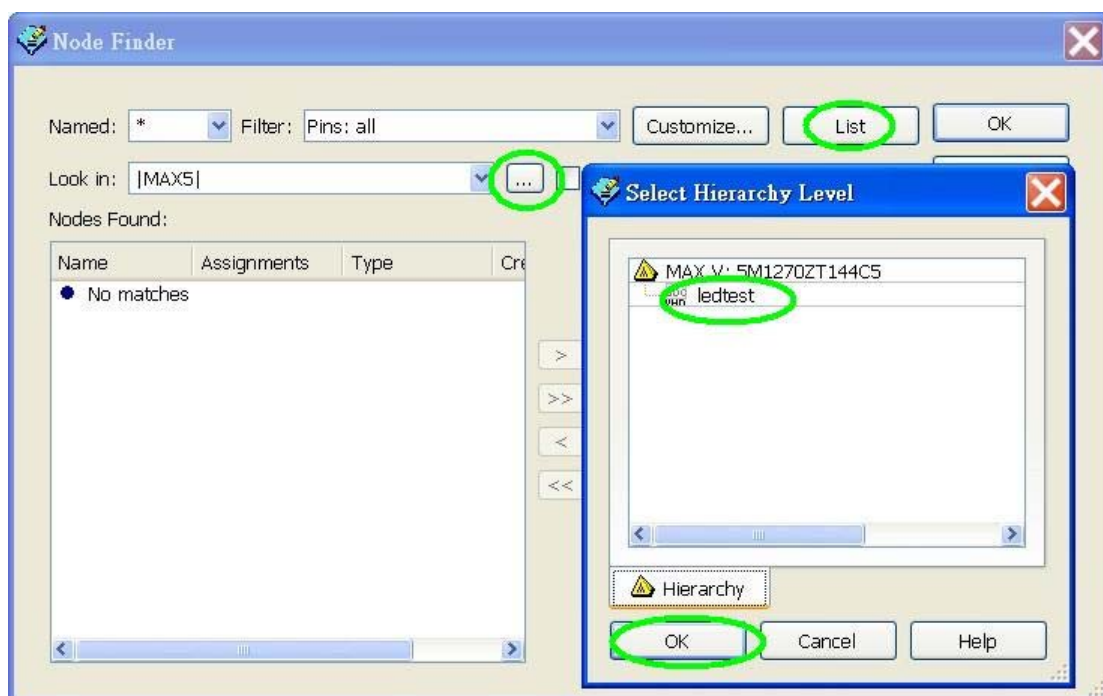 Node Finder
Named: * Filter: Pins: all Customize... List OK
Look in: |MAX5| ...
Select Hierarchy Level
Nodes Found:
Name Assignments Type
No matches
MAX V: 5M1270ZT144C5
ledtest
>
>>
<
<<
Hierarchy
OK Cancel Help